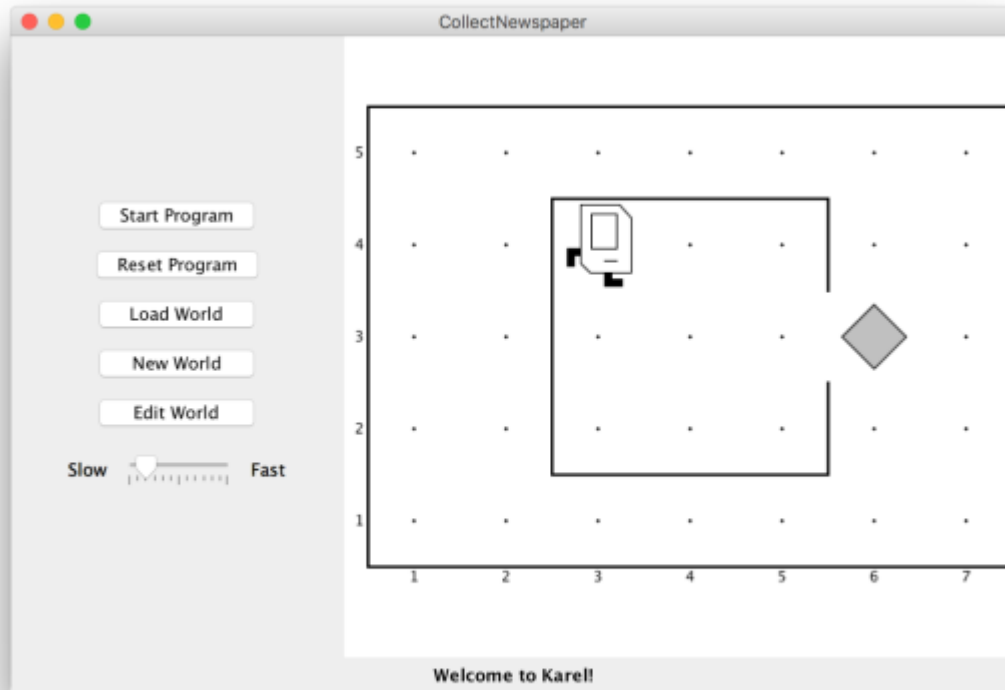 CollectNewspaper
Start Program
Reset Program
Load World
New World
Edit World
Slow Fast
5
4
3
2
1
1 2 3 4 5 6 7
Welcome to Karel!